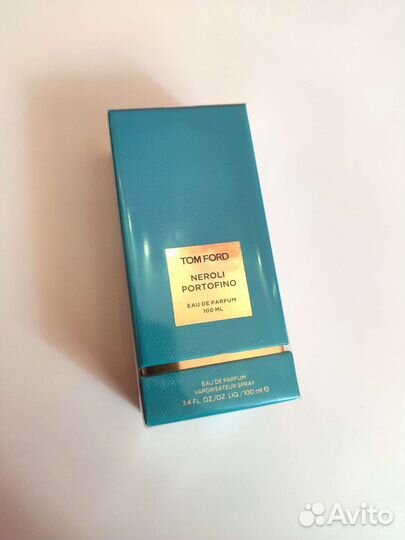 TOM FORD
NEROLI
PORTOFINO
EAU DE PARFUM
100 ML
EAU DE PARFUM
VAPORISATEUR SPRAY
3.4 FL. OZ./OZ. LIQ./100 ml ℮
Avito